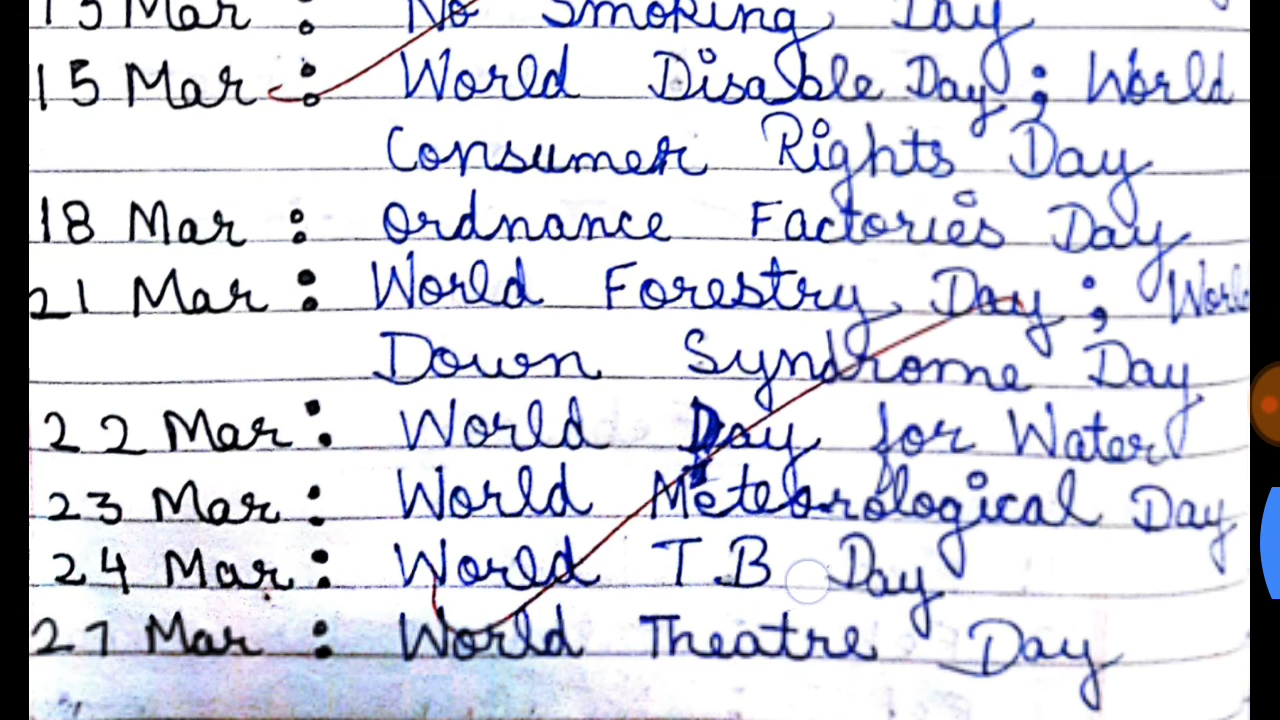 13 Mar : No Smoking Day
15 Mar : World Disable Day ; World
Consumer Rights Day
18 Mar : Ordnance Factories Day
21 Mar : World Forestry Day ; World
Down Syndrome Day
22 Mar : World Day for Water
23 Mar : World Meteorological Day
24 Mar : World T.B Day
27 Mar : World Theatre Day